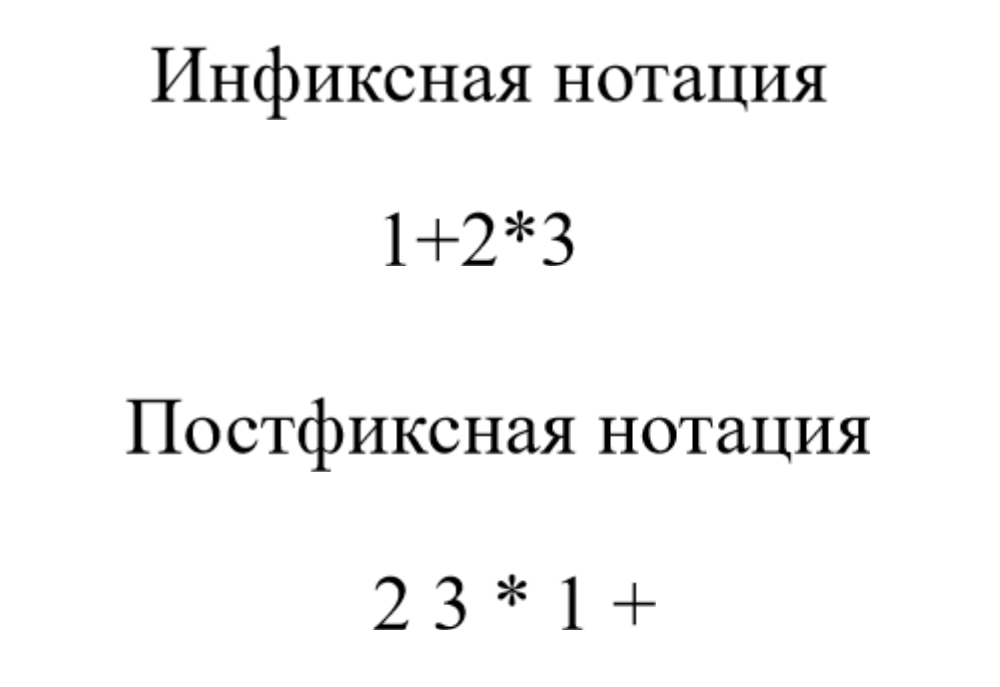 Инфиксная нотация
1+2*3
Постфиксная нотация
2 3 * 1 +